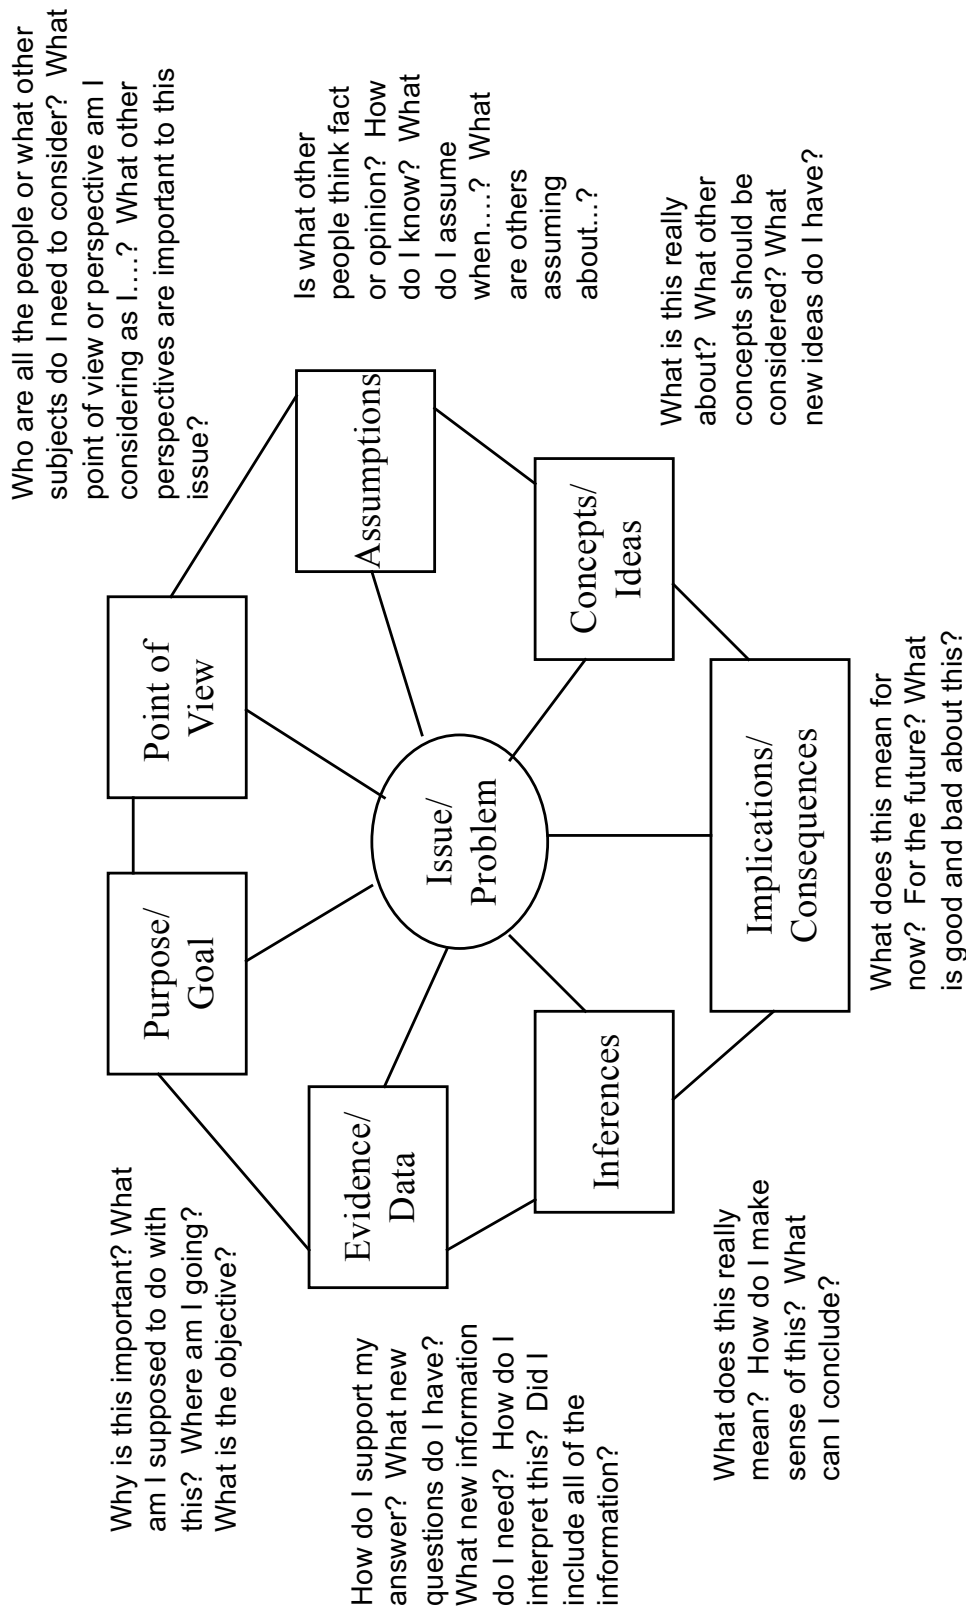 Why is this important? What
am I supposed to do with
this? Where am I going?
What is the objective?
Who are all the people or what other
subjects do I need to consider? What
point of view or perspective am I
considering as I....? What other
perspectives are important to this
issue?
Purpose/
Goal
Point of
View
How do I support my
answer? What new
questions do I have?
What new information
do I need? How do I
interpret this? Did I
include all of the
information?
Evidence/
Data
Issue/
Problem
Assumptions
Is what other
people think fact
or opinion? How
do I know? What
do I assume
when....? What
are others
assuming
about...?
Inferences
Concepts/
Ideas
What does this really
mean? How do I make
sense of this? What
can I conclude?
What is this really
about? What other
concepts should be
considered? What
new ideas do I have?
Implications/
Consequences
What does this mean for
now? For the future? What
is good and bad about this?